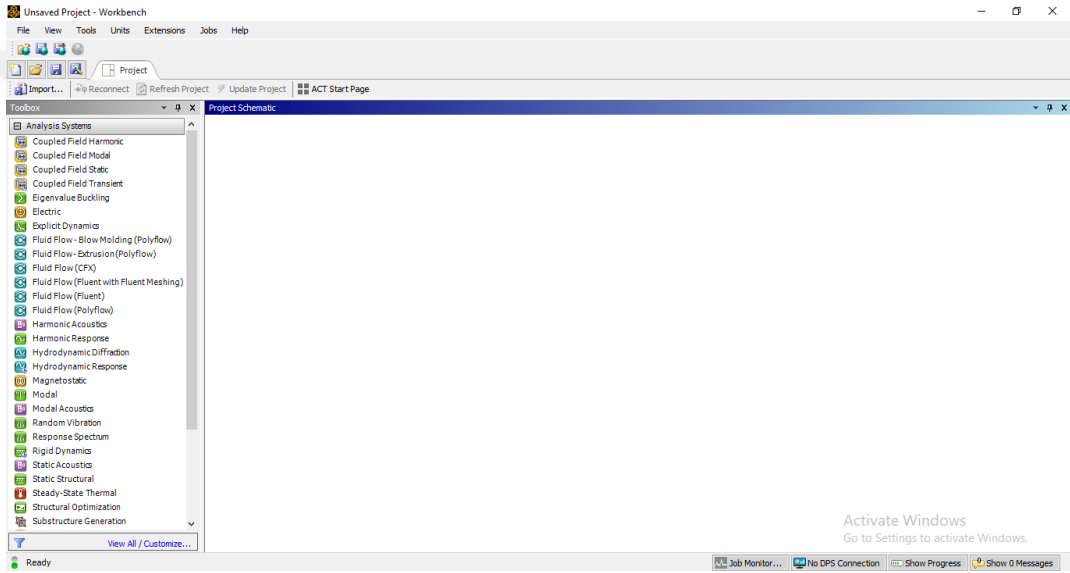 Unsaved Project - Workbench
File View Tools Units Extensions Jobs Help
Project
Import... Reconnect Refresh Project Update Project ACT Start Page
Toolbox Project Schematic
Analysis Systems
Coupled Field Harmonic
Coupled Field Modal
Coupled Field Static
Coupled Field Transient
Eigenvalue Buckling
Electric
Explicit Dynamics
Fluid Flow - Blow Molding (Polyflow)
Fluid Flow - Extrusion (Polyflow)
Fluid Flow (CFX)
Fluid Flow (Fluent with Fluent Meshing)
Fluid Flow (Fluent)
Fluid Flow (Polyflow)
Harmonic Acoustics
Harmonic Response
Hydrodynamic Diffraction
Hydrodynamic Response
Magnetostatic
Modal
Modal Acoustics
Random Vibration
Response Spectrum
Rigid Dynamics
Static Acoustics
Static Structural
Steady-State Thermal
Structural Optimization
Substructure Generation
View All / Customize...
Activate Windows
Go to Settings to activate Windows.
Ready Job Monitor... No DPS Connection Show Progress Show 0 Messages